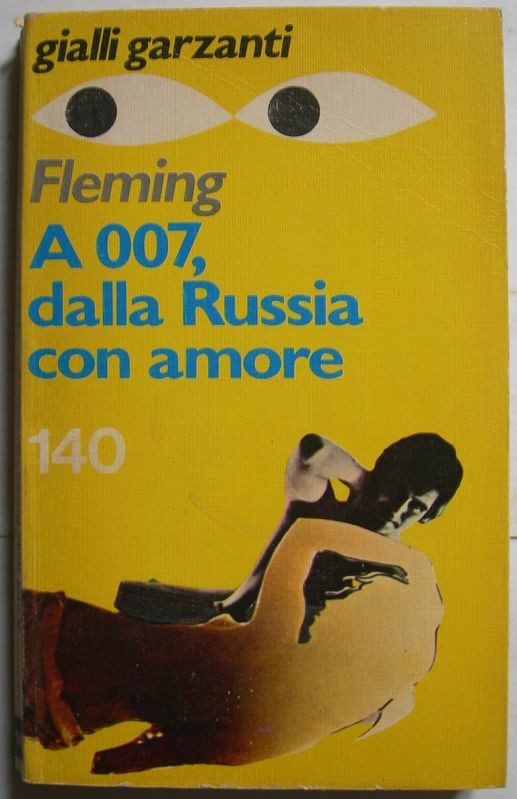 gialli garzanti
Fleming
A 007,
dalla Russia
con amore
140